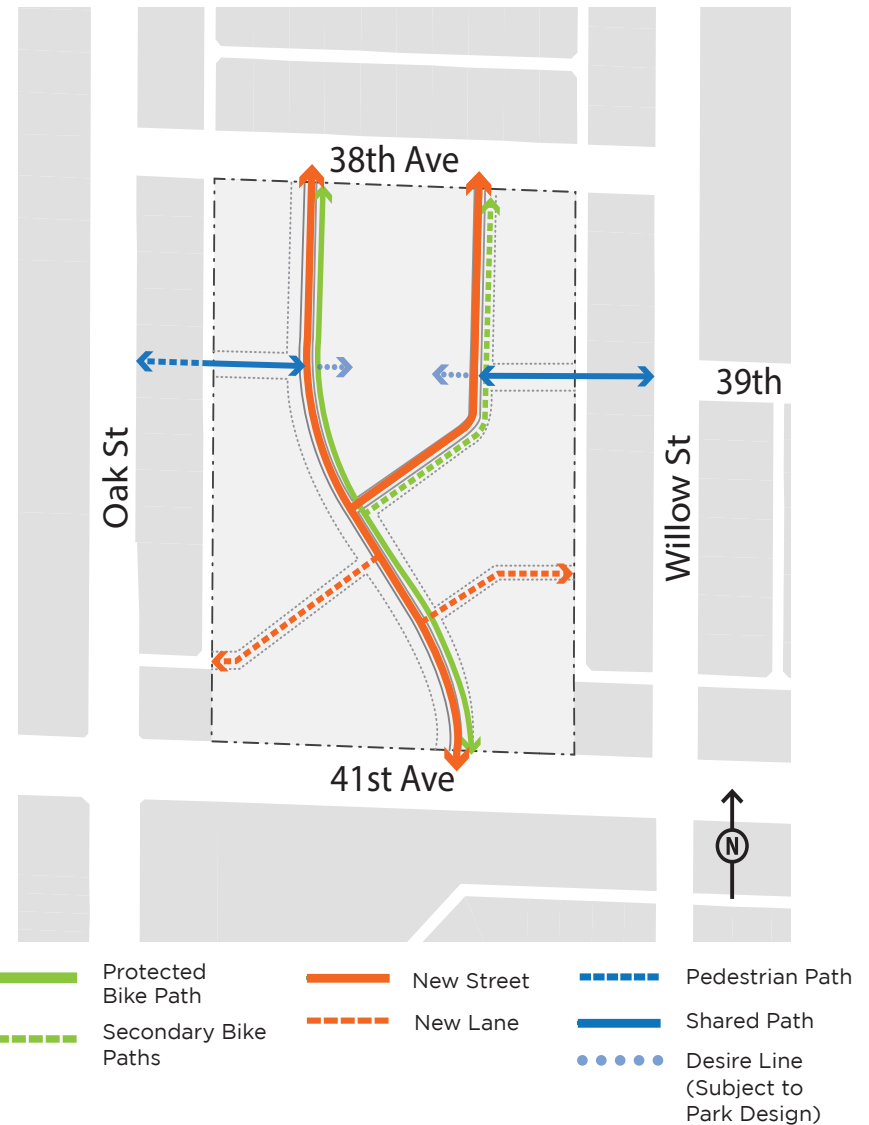 38th Ave
39th
Oak St
Willow St
41st Ave
N
Protected
Bike Path
Secondary Bike
Paths
New Street
New Lane
Pedestrian Path
Shared Path
Desire Line
(Subject to
Park Design)